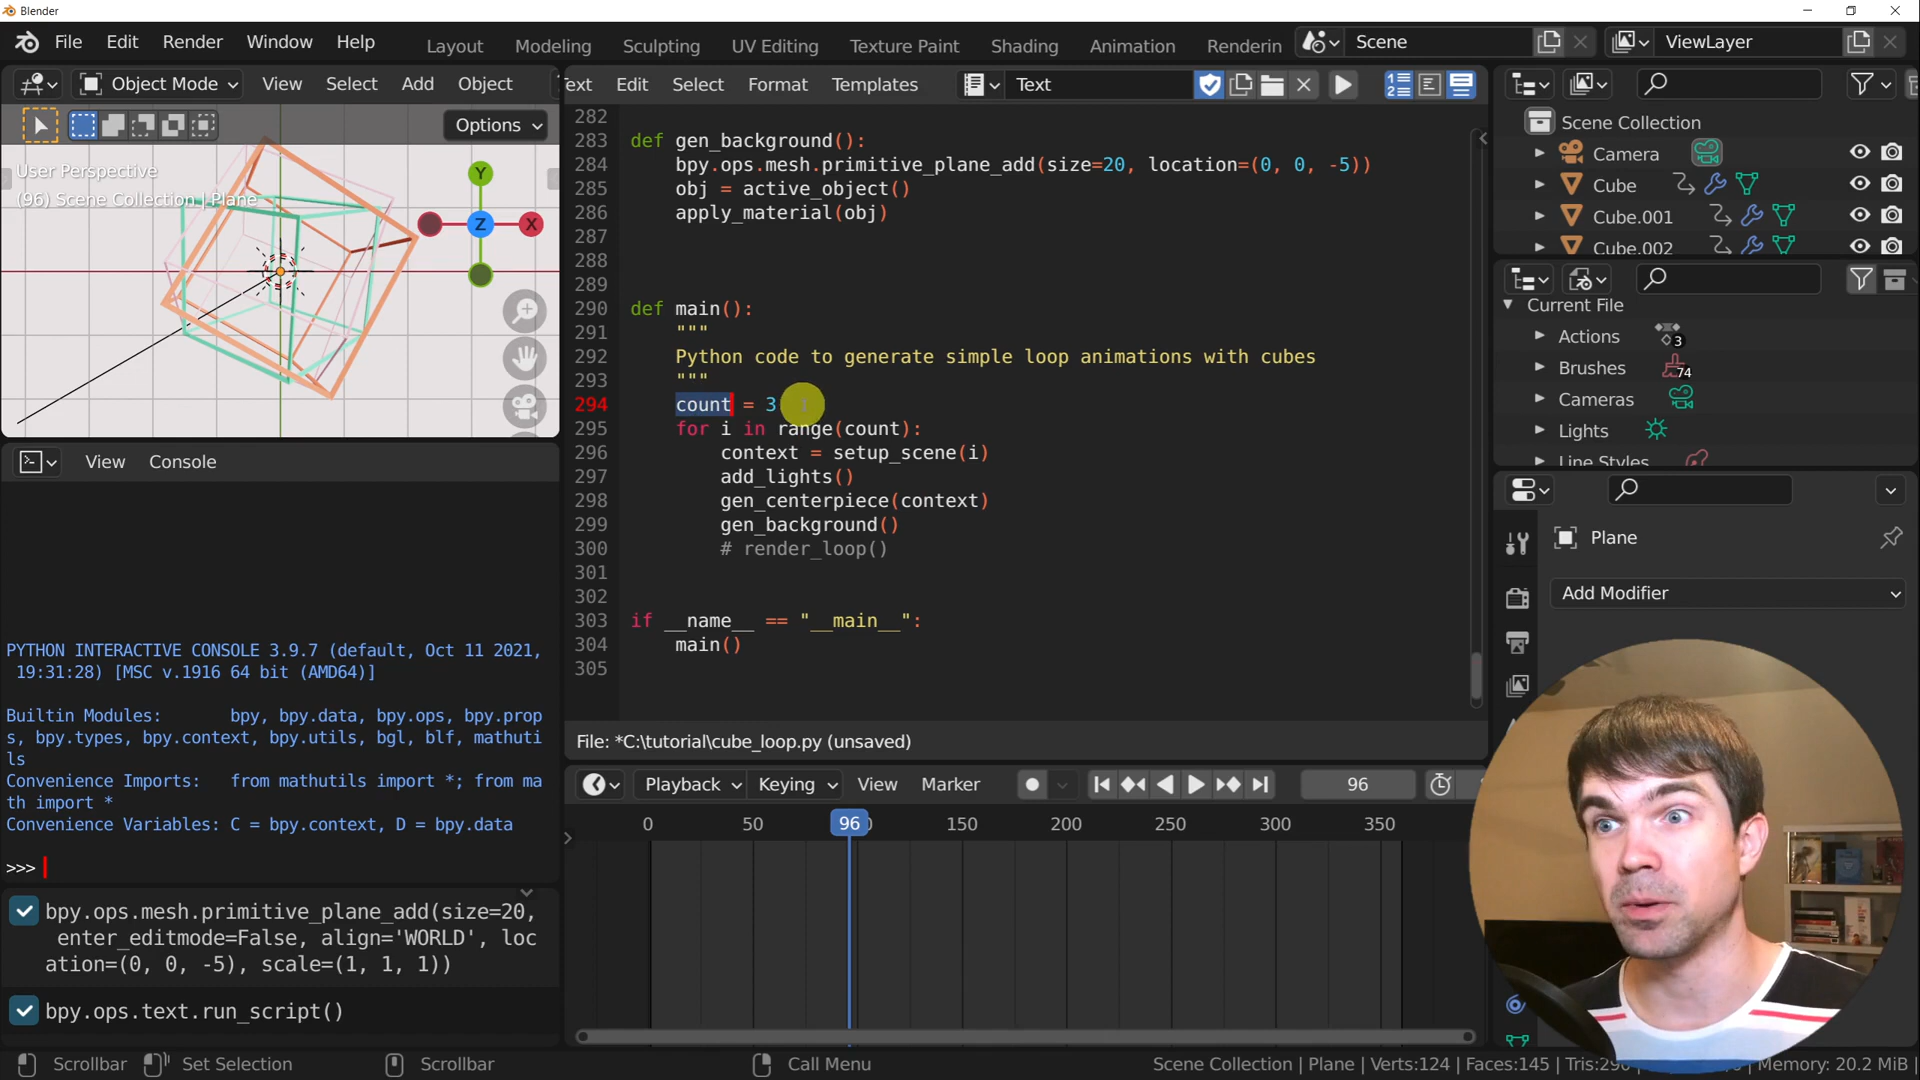 Blender
File Edit Render Window Help Layout Modeling Sculpting UV Editing Texture Paint Shading Animation Renderin Scene ViewLayer
Object Mode View Select Add Object
ext Edit Select Format Templates Text
Options
User Perspective
(96) Scene Collection | Plane
Y
Z
X
282
283 def gen_background():
284 bpy.ops.mesh.primitive_plane_add(size=20, location=(0, 0, -5))
285 obj = active_object()
286 apply_material(obj)
287
288
289
290 def main():
291 """
292 Python code to generate simple loop animations with cubes
293 """
294 count = 3
295 for i in range(count):
296 context = setup_scene(i)
297 add_lights()
298 gen_centerpiece(context)
299 gen_background()
300 # render_loop()
301
302
303 if __name__ == "__main__":
304 main()
305
File: *C:\tutorial\cube_loop.py (unsaved)
View Console
PYTHON INTERACTIVE CONSOLE 3.9.7 (default, Oct 11 2021,
19:31:28) [MSC v.1916 64 bit (AMD64)]
Builtin Modules: bpy, bpy.data, bpy.ops, bpy.prop
s, bpy.types, bpy.context, bpy.utils, bgl, blf, mathuti
ls
Convenience Imports: from mathutils import *; from ma
th import *
Convenience Variables: C = bpy.context, D = bpy.data
>>>
bpy.ops.mesh.primitive_plane_add(size=20,
enter_editmode=False, align='WORLD', loc
ation=(0, 0, -5), scale=(1, 1, 1))
bpy.ops.text.run_script()
Playback Keying View Marker 96
0 50 96 150 200 250 300 350
Scene Collection
Camera
Cube
Cube.001
Cube.002
Current File
Actions 3
Brushes 74
Cameras
Lights
Line Styles
Plane
Add Modifier
Scrollbar Set Selection Scrollbar Call Menu Scene Collection | Plane | Verts:124 | Faces:145 | Memory: 20.2 MiB